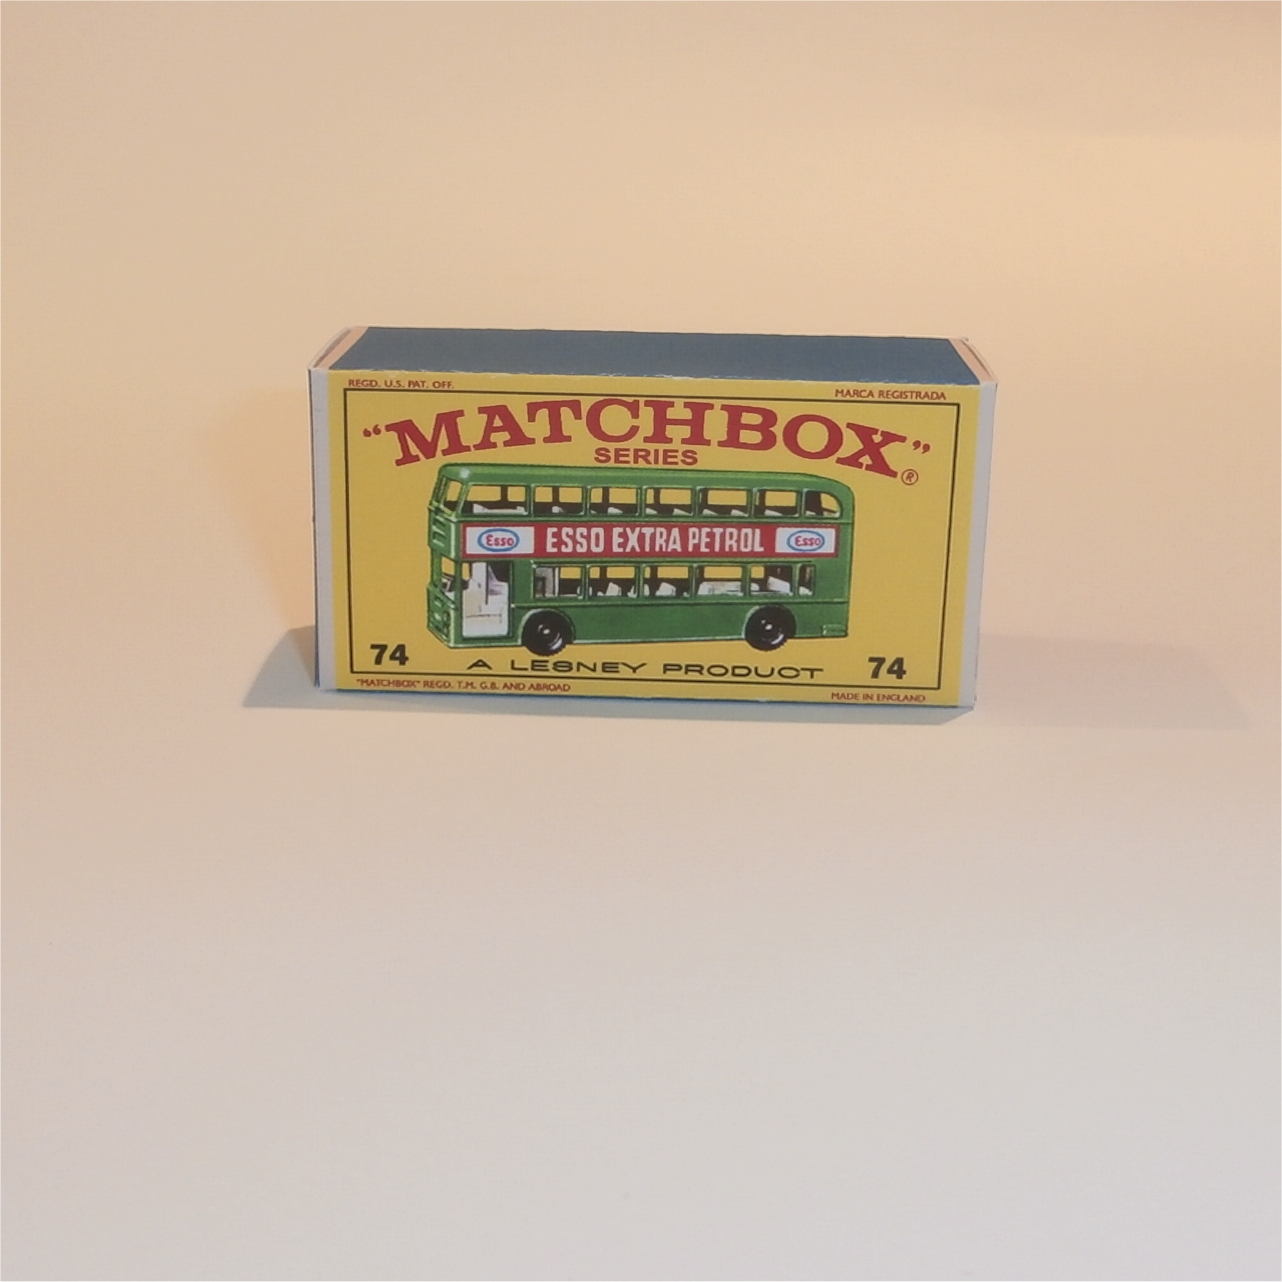 REGD. U.S. PAT. OFF.
MARCA REGISTRADA
“MATCHBOX”®
SERIES
Esso ESSO EXTRA PETROL Esso
74 A LESNEY PRODUCT 74
"MATCHBOX" REGD. T.M. G.B. AND ABROAD
MADE IN ENGLAND